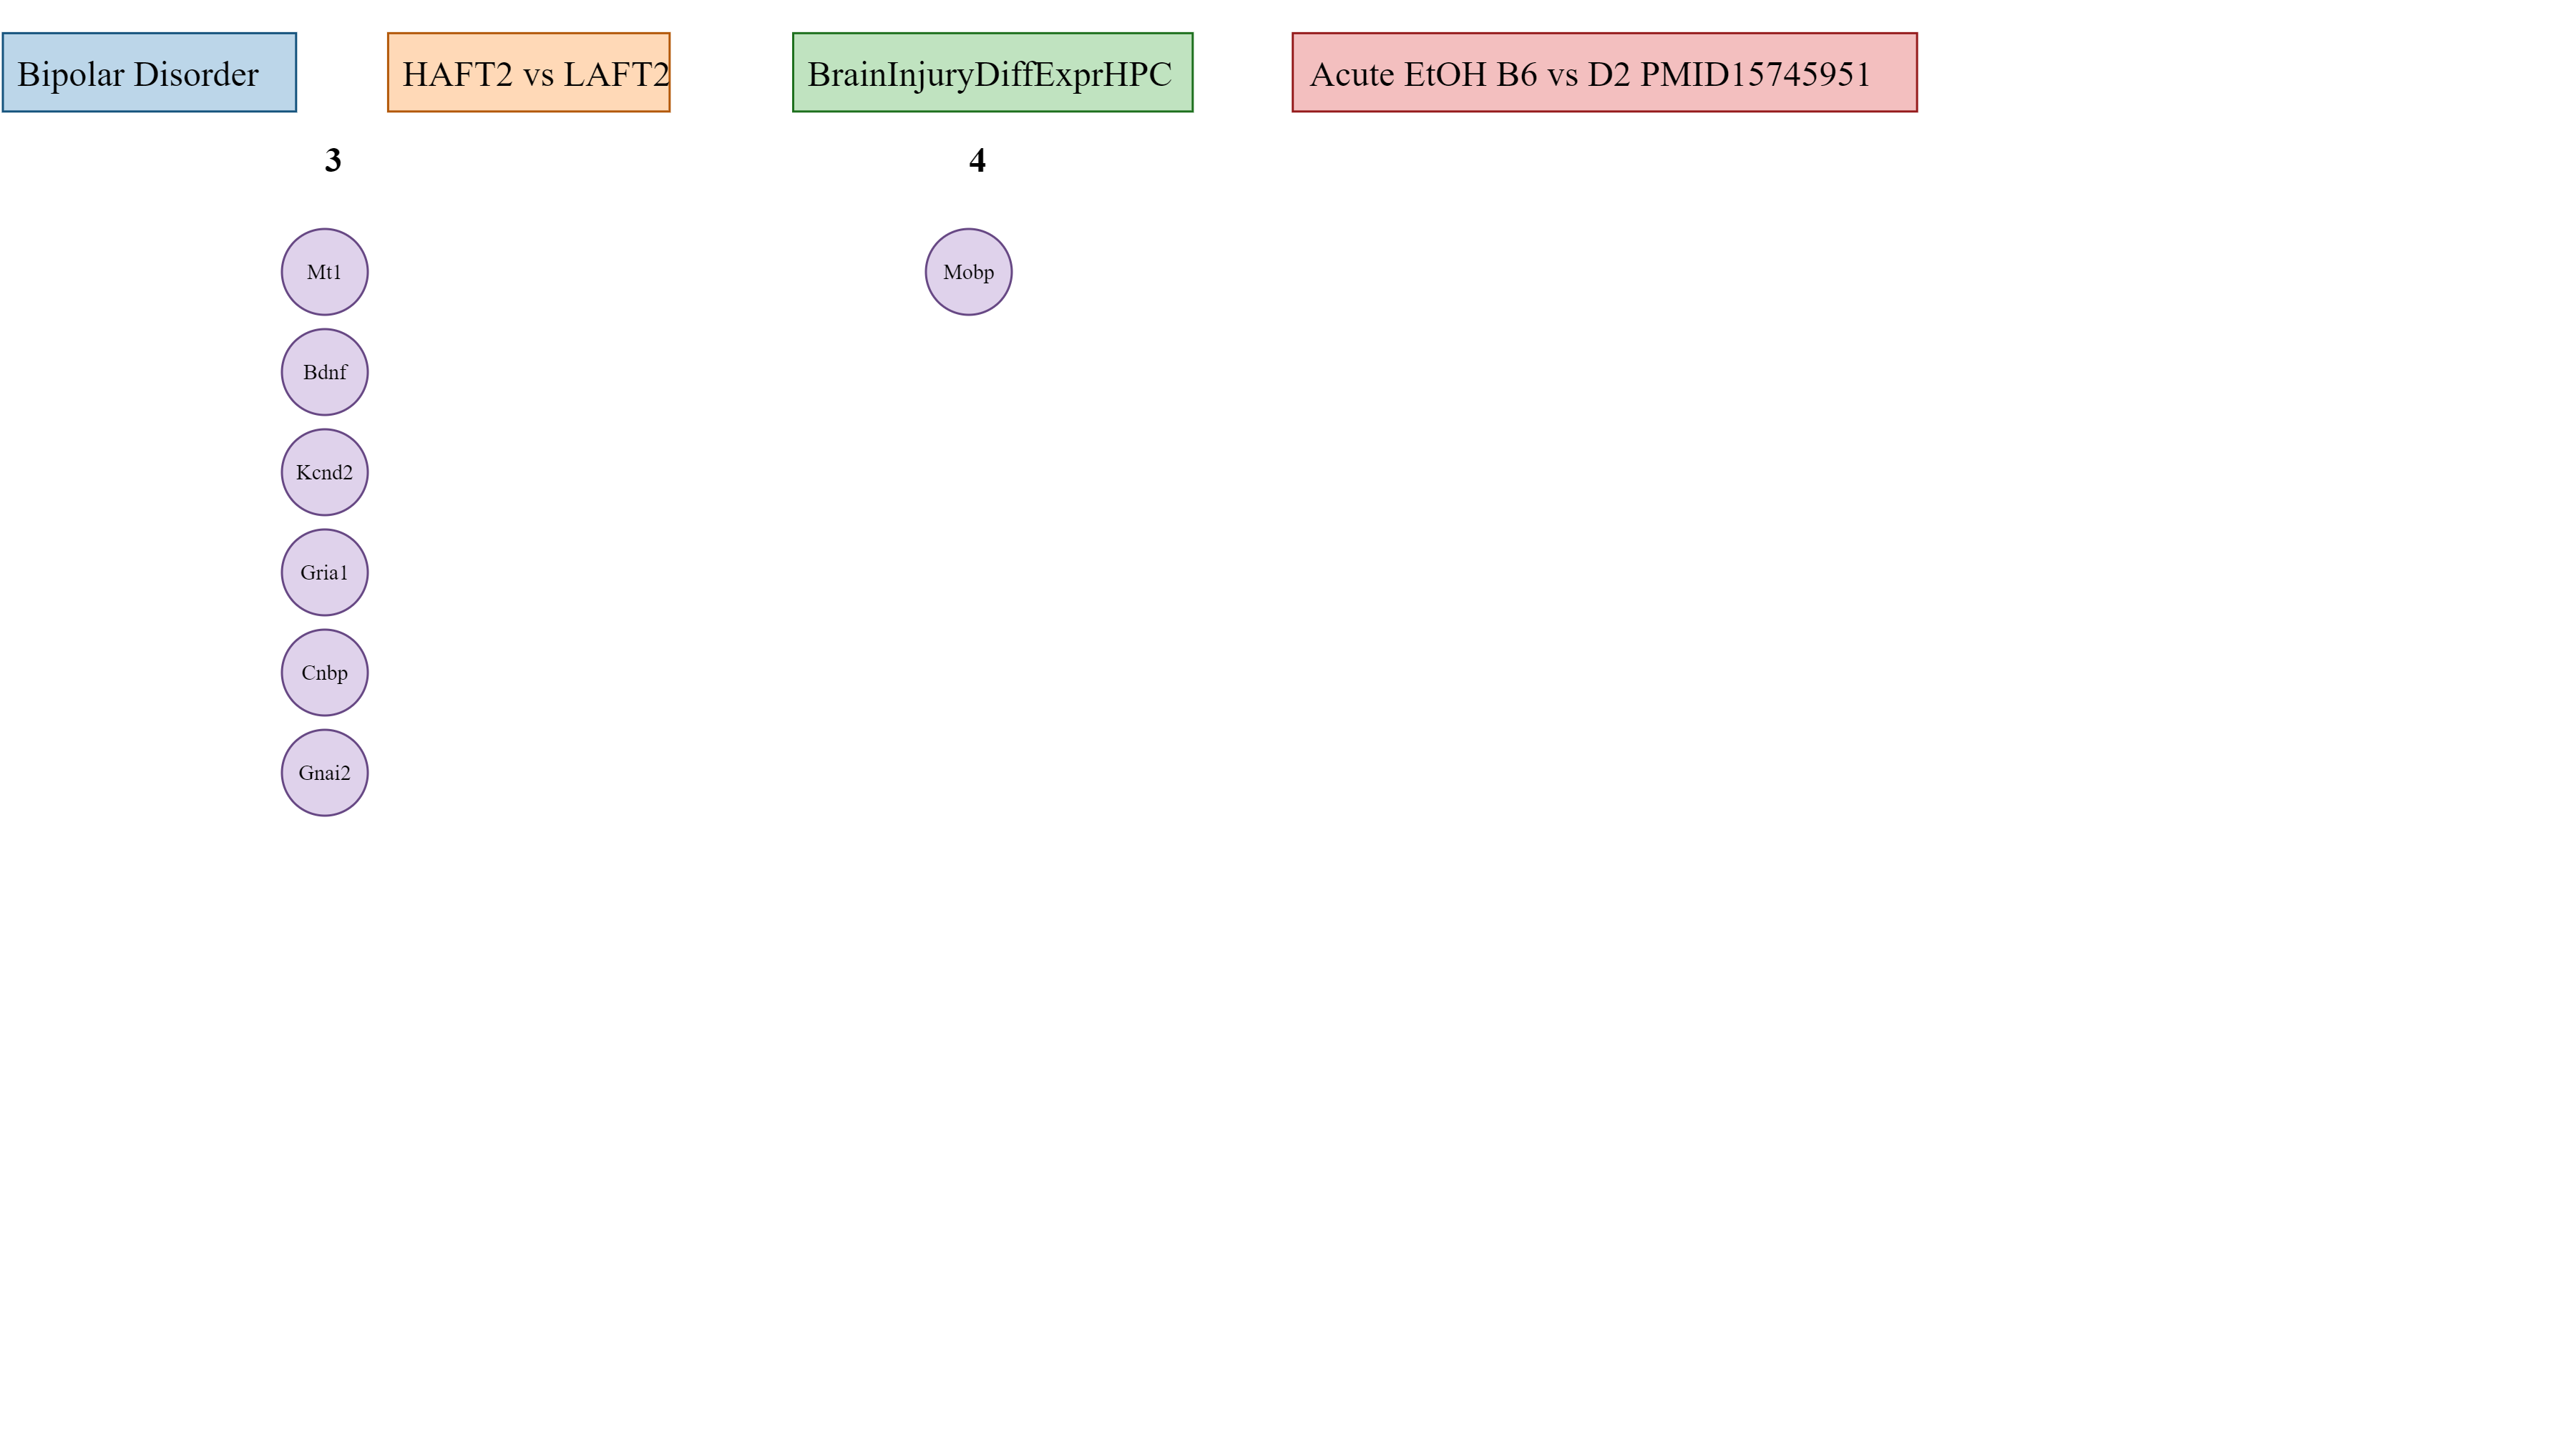 Bipolar Disorder
HAFT2 vs LAFT2
BrainInjuryDiffExprHPC
Acute EtOH B6 vs D2 PMID15745951
3
4
Mt1
Mobp
Bdnf
Kcnd2
Gria1
Cnbp
Gnai2